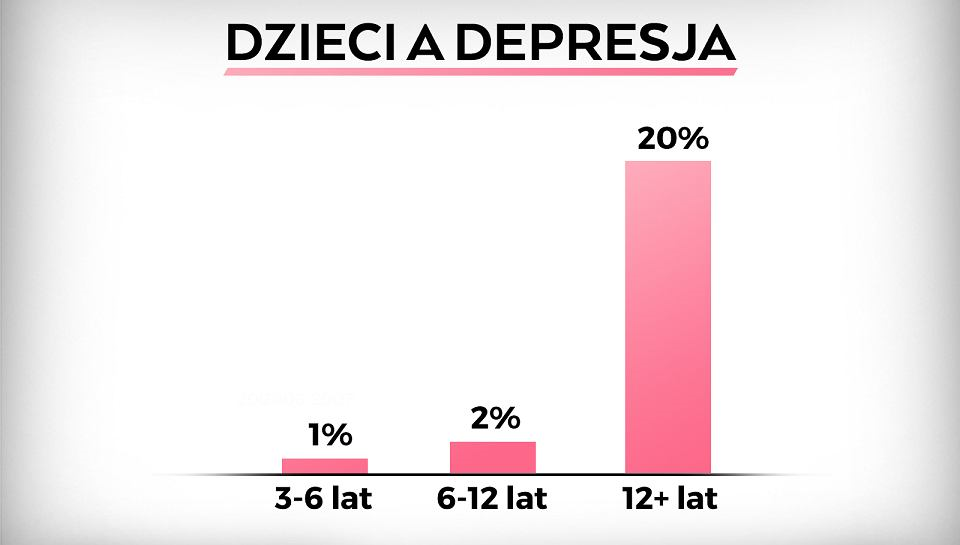 DZIECI A DEPRESJA
20%
2%
1%
3-6 lat
6-12 lat
12+ lat